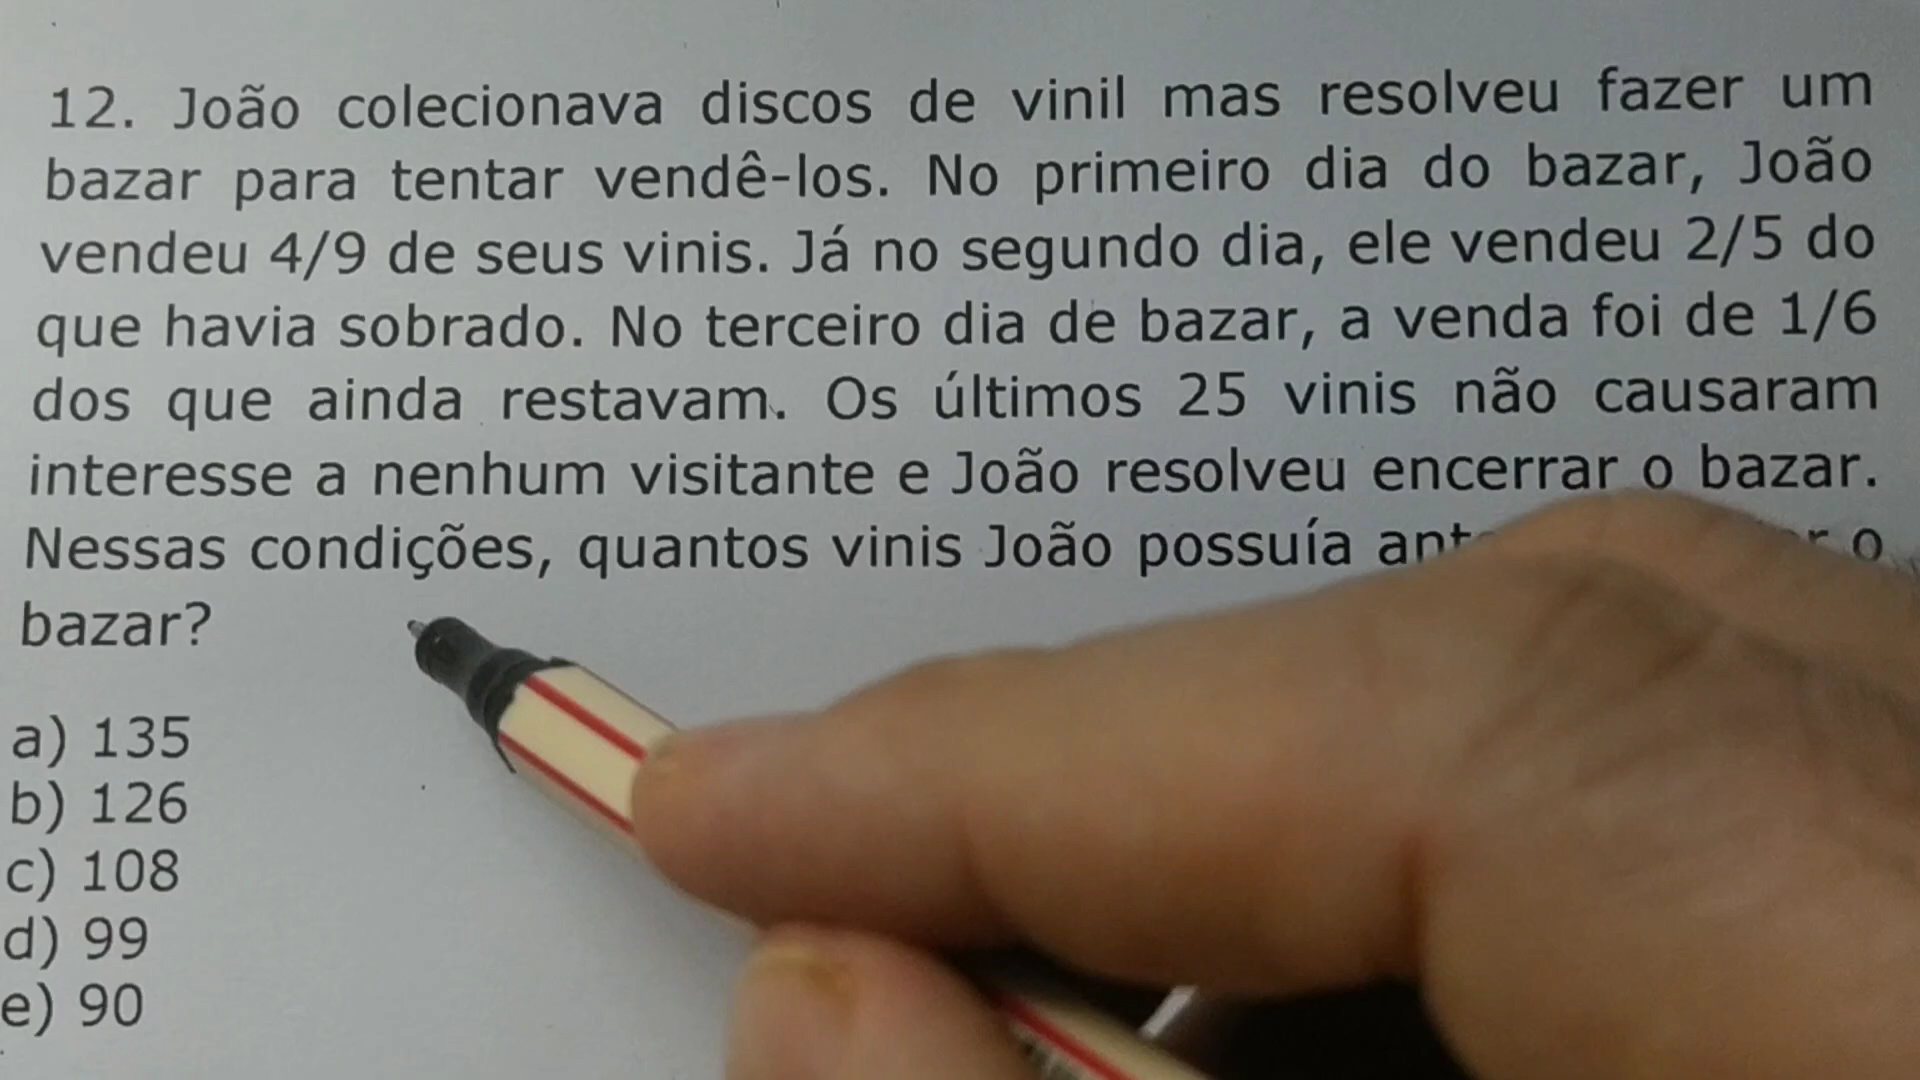 12. João colecionava discos de vinil mas resolveu fazer um
bazar para tentar vendê-los. No primeiro dia do bazar, João
vendeu 4/9 de seus vinis. Já no segundo dia, ele vendeu 2/5 do
que havia sobrado. No terceiro dia de bazar, a venda foi de 1/6
dos que ainda restavam. Os últimos 25 vinis não causaram
interesse a nenhum visitante e João resolveu encerrar o bazar.
Nessas condições, quantos vinis João possuía o
bazar?
a) 135
b) 126
c) 108
d) 99
e) 90